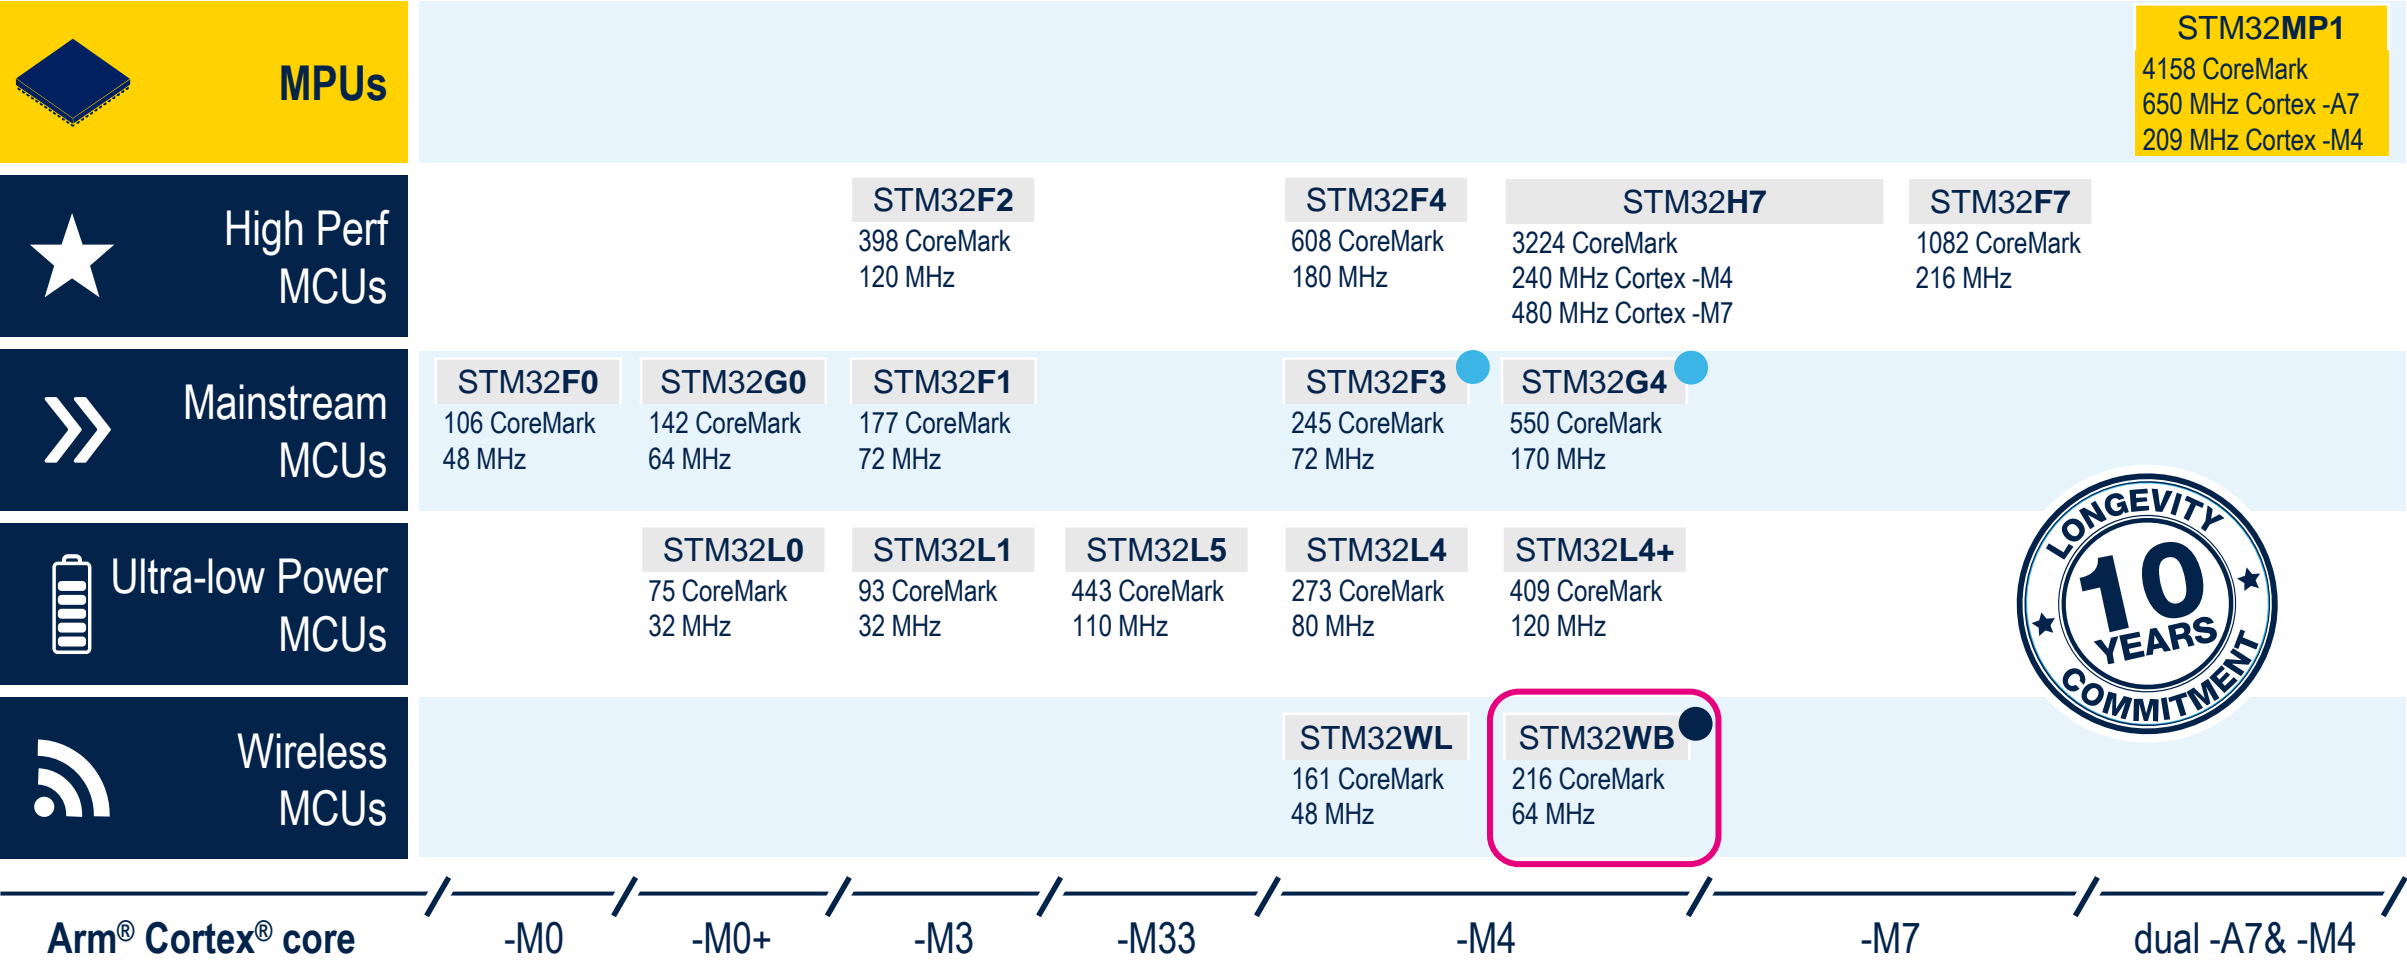 MPUs
STM32MP1
4158 CoreMark
650 MHz Cortex -A7
209 MHz Cortex -M4
High Perf
MCUs
STM32F2
398 CoreMark
120 MHz
STM32F4
608 CoreMark
180 MHz
STM32H7
3224 CoreMark
240 MHz Cortex -M4
480 MHz Cortex -M7
STM32F7
1082 CoreMark
216 MHz
Mainstream
MCUs
STM32F0
106 CoreMark
48 MHz
STM32G0
142 CoreMark
64 MHz
STM32F1
177 CoreMark
72 MHz
STM32F3
245 CoreMark
72 MHz
STM32G4
550 CoreMark
170 MHz
Ultra-low Power
MCUs
STM32L0
75 CoreMark
32 MHz
STM32L1
93 CoreMark
32 MHz
STM32L5
443 CoreMark
110 MHz
STM32L4
273 CoreMark
80 MHz
STM32L4+
409 CoreMark
120 MHz
LONGEVITY
10
YEARS
COMMITMENT
Wireless
MCUs
STM32WL
161 CoreMark
48 MHz
STM32WB
216 CoreMark
64 MHz
Arm® Cortex® core
-M0
-M0+
-M3
-M33
-M4
-M7
dual -A7& -M4